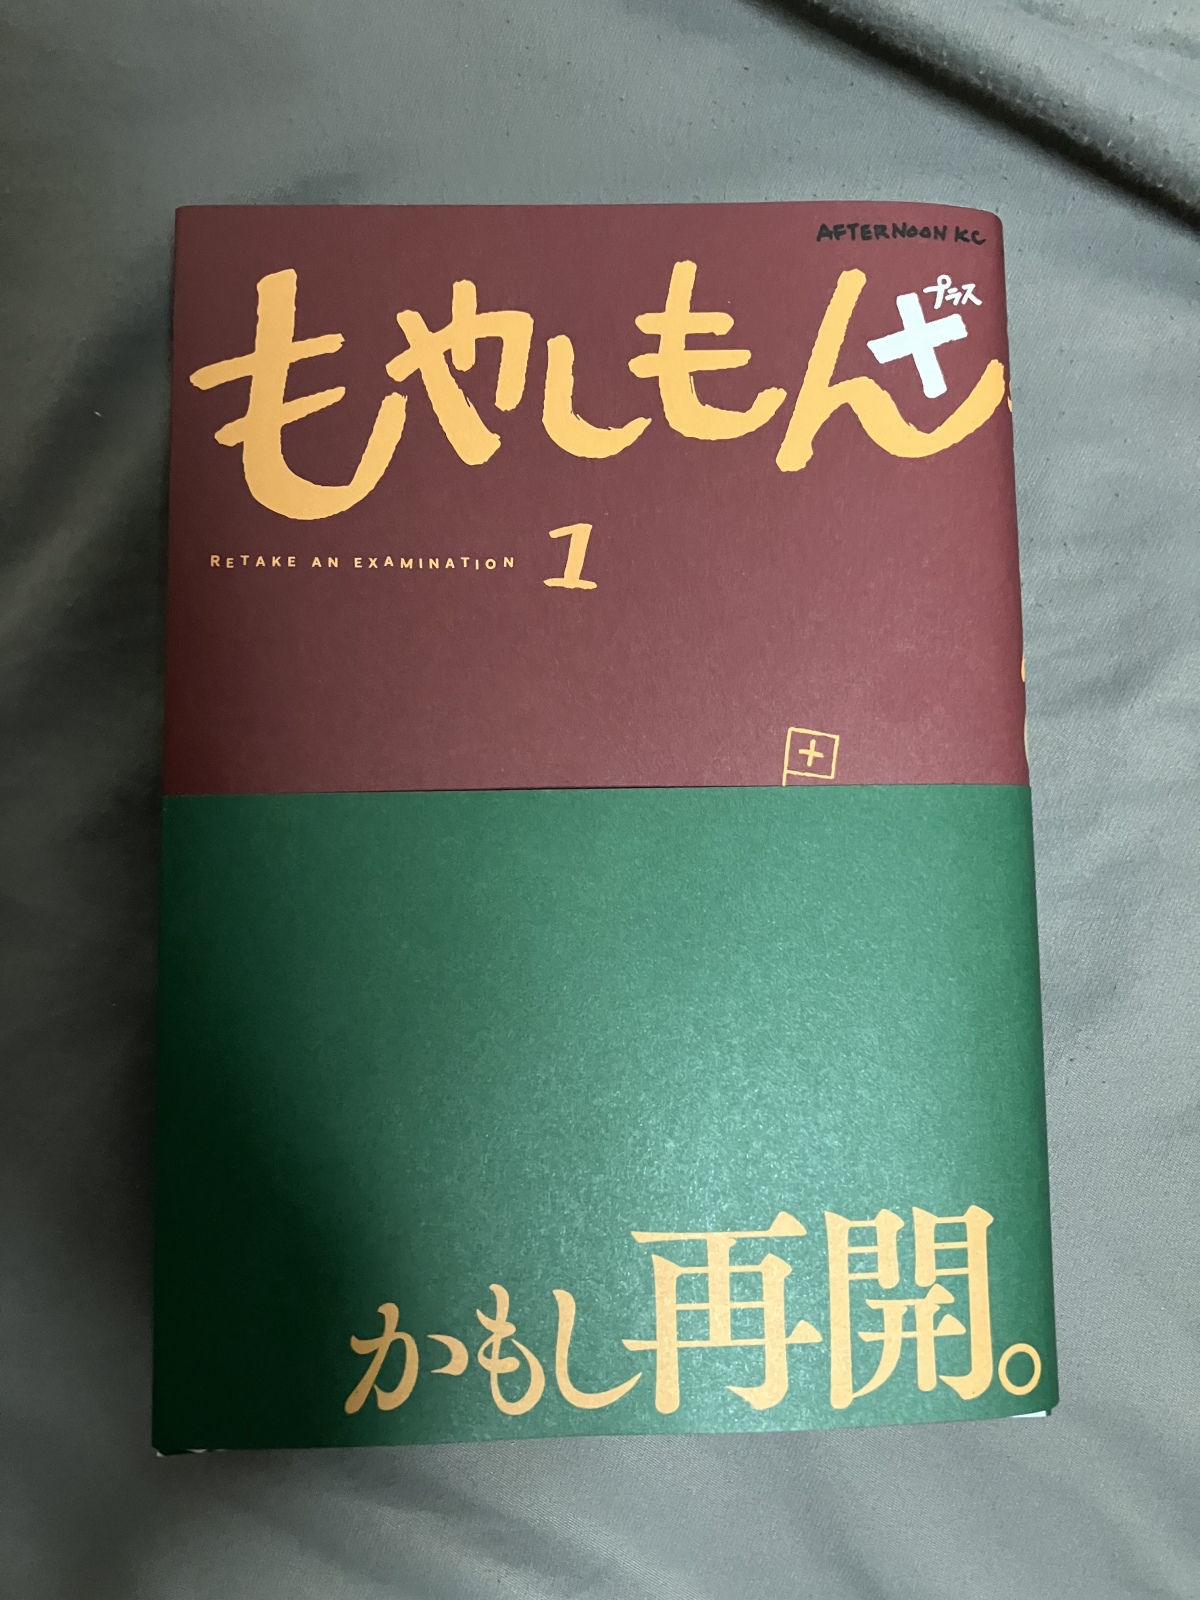 AFTERNOON KC
もやしもん+
プラス
RETAKE AN EXAMINATION 1
+
かもし再開。